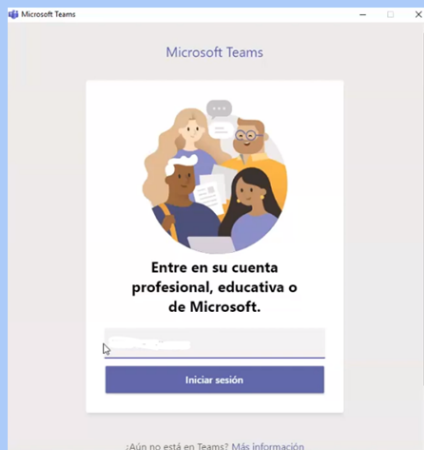 Microsoft Teams
Microsoft Teams
Entre en su cuenta
profesional, educativa o
de Microsoft.
Iniciar sesión
¿Aún no está en Teams? Más información